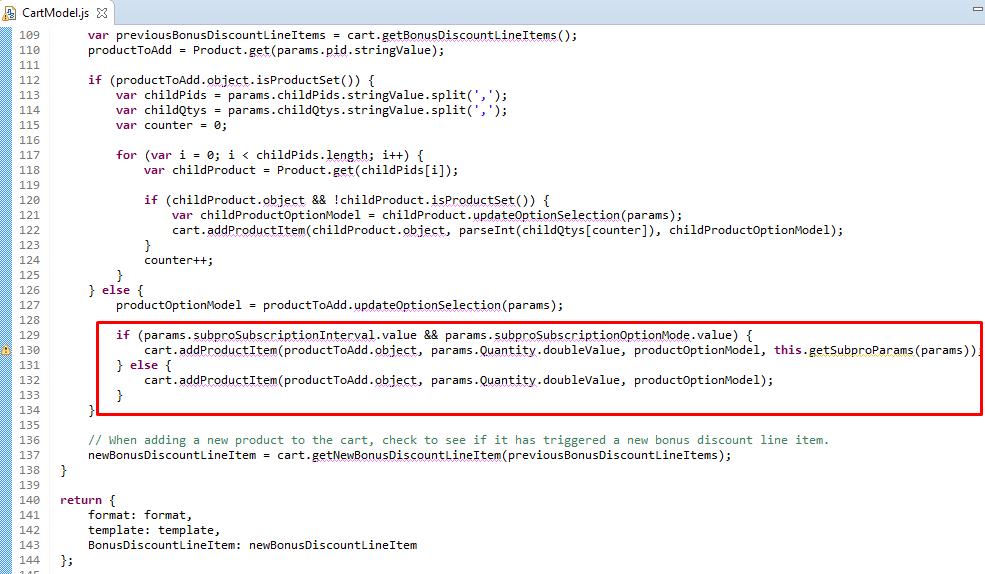 CartModel.js
109 var previousBonusDiscountLineItems = cart.getBonusDiscountLineItems();
110 productToAdd = Product.get(params.pid.stringValue);
111
112 if (productToAdd.object.isProductSet()) {
113 var childPids = params.childPids.stringValue.split(',');
114 var childQtys = params.childQtys.stringValue.split(',');
115 var counter = 0;
116
117 for (var i = 0; i < childPids.length; i++) {
118 var childProduct = Product.get(childPids[i]);
119
120 if (childProduct.object && !childProduct.isProductSet()) {
121 var childProductOptionModel = childProduct.updateOptionSelection(params);
122 cart.addProductItem(childProduct.object, parseInt(childQtys[counter]), childProductOptionModel);
123 }
124 counter++;
125 }
126 } else {
127 productOptionModel = productToAdd.updateOptionSelection(params);
128
129 if (params.subproSubscriptionInterval.value && params.subproSubscriptionOptionMode.value) {
130 cart.addProductItem(productToAdd.object, params.Quantity.doubleValue, productOptionModel, this.getSubproParams(params));
131 } else {
132 cart.addProductItem(productToAdd.object, params.Quantity.doubleValue, productOptionModel);
133 }
134 }
135
136 // When adding a new product to the cart, check to see if it has triggered a new bonus discount line item.
137 newBonusDiscountLineItem = cart.getNewBonusDiscountLineItem(previousBonusDiscountLineItems);
138 }
139
140 return {
141 format: format,
142 template: template,
143 BonusDiscountLineItem: newBonusDiscountLineItem
144 };